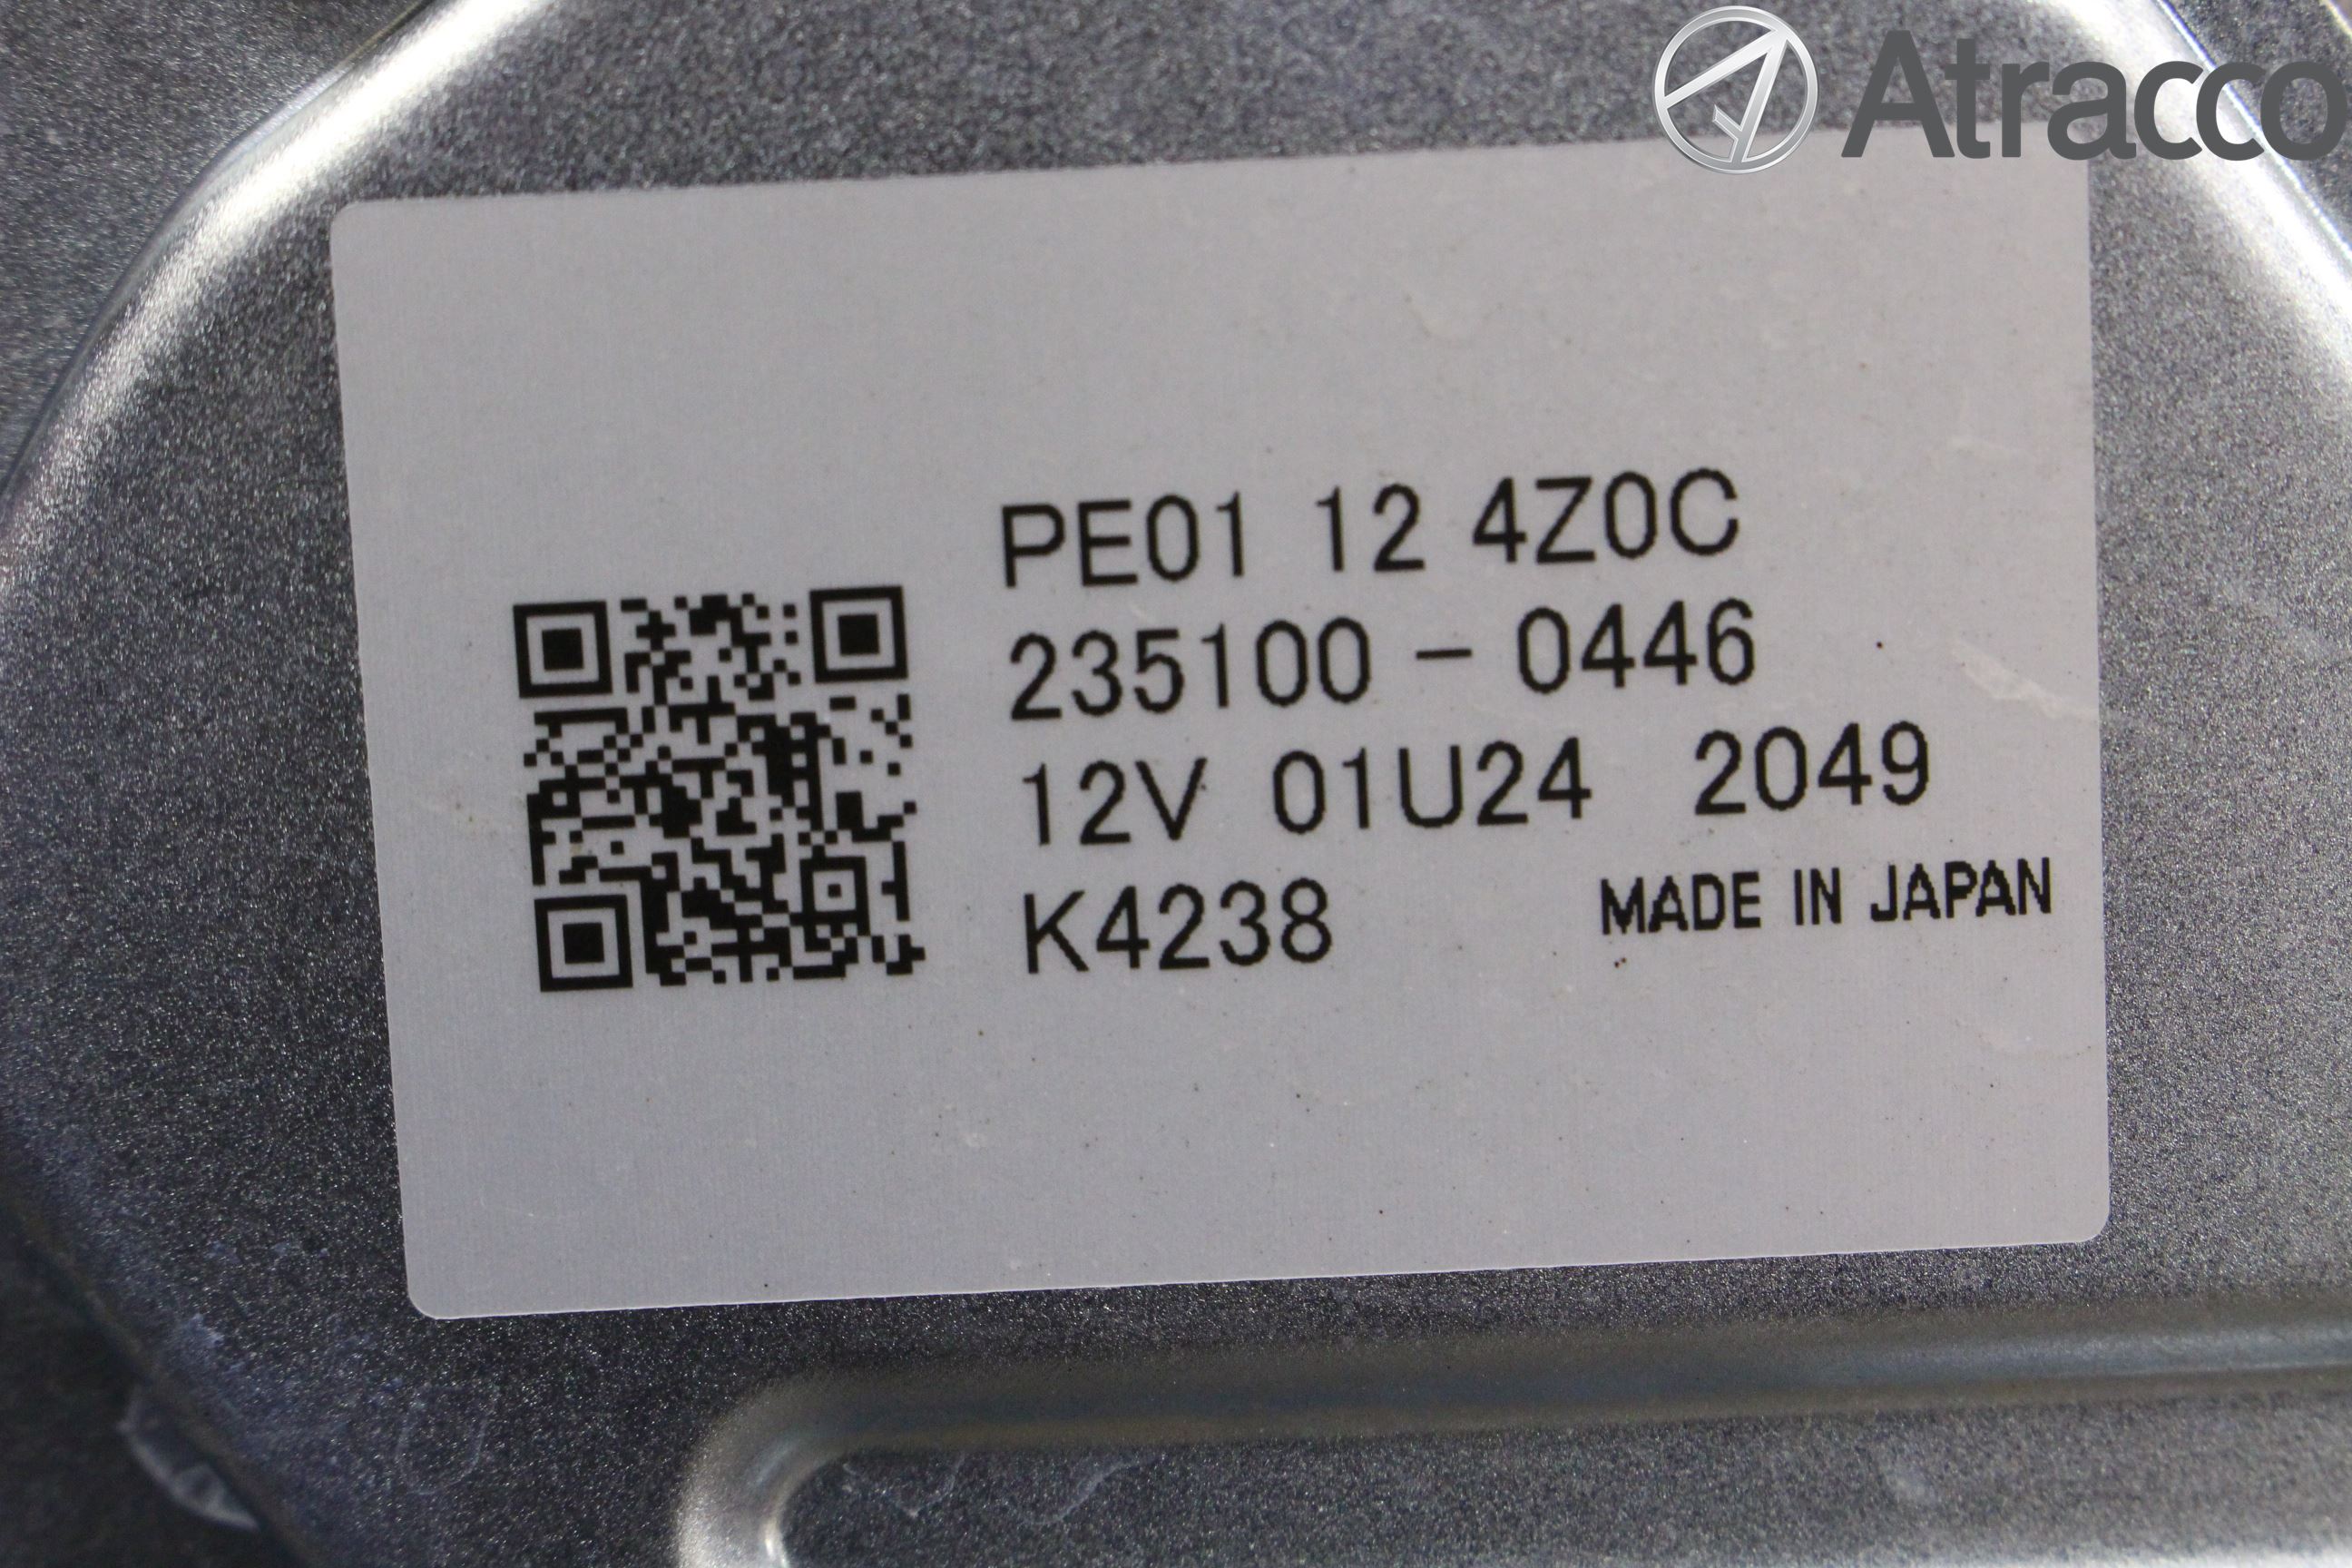 Atracco
PE01 12 4Z0C
235100 - 0446
12V 01U24 2049
K4238 MADE IN JAPAN